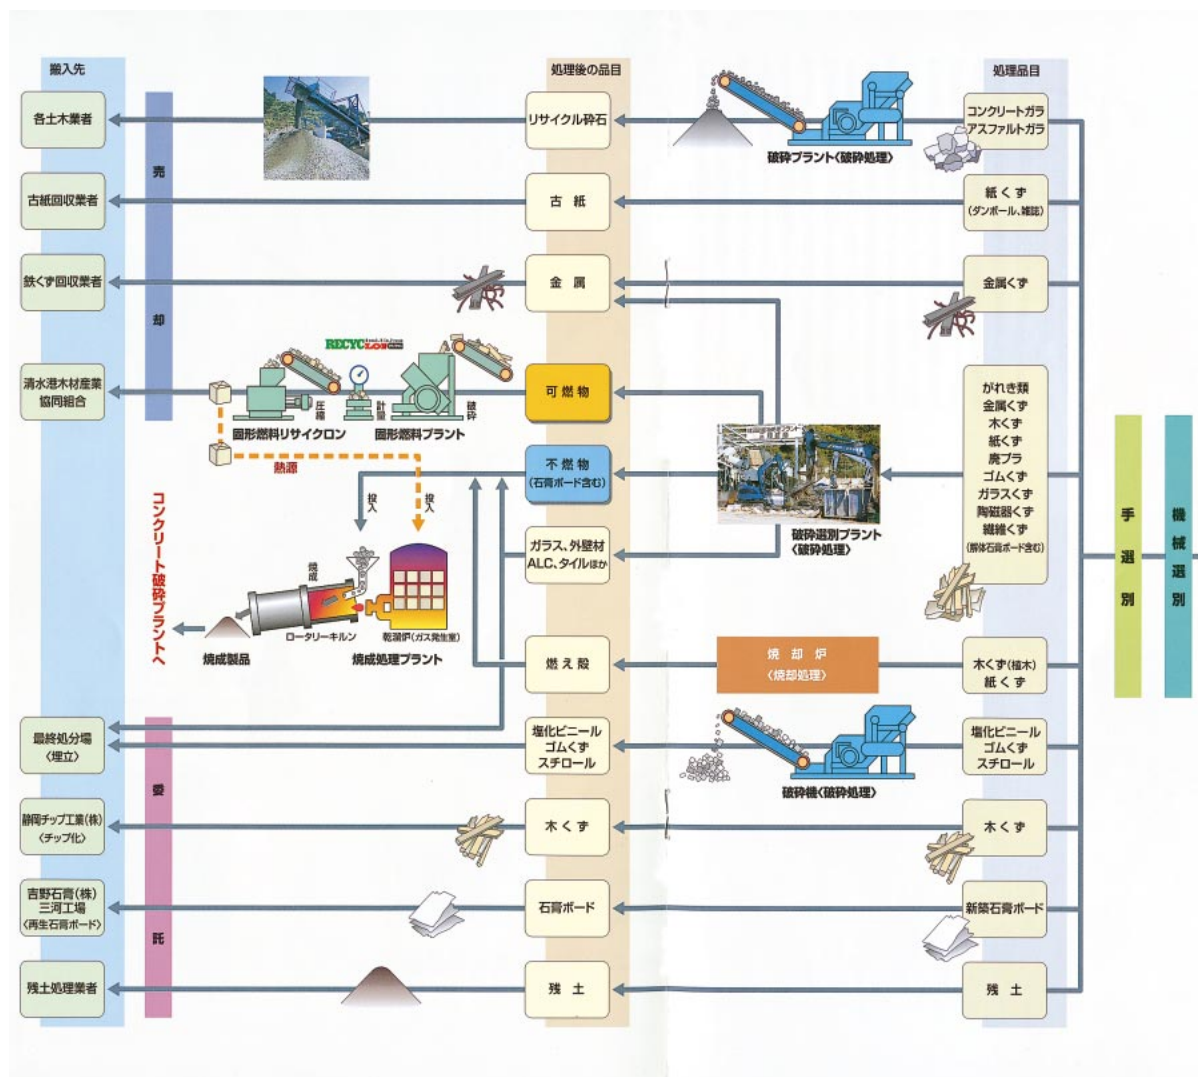 搬入先
処理後の品目
処理品目
各土木業者
リサイクル砕石
破砕プラント〈破砕処理〉
コンクリートガラ
アスファルトガラ
売却
古紙回収業者
古紙
紙くず
(ダンボール、雑誌)
鉄くず回収業者
金属
金属くず
清水港木材産業
協同組合
RECYCLON
圧縮
計量
破砕
固形燃料リサイクロン
固形燃料プラント
可燃物
熱源
不燃物
(石膏ボード含む)
投入
投入
破砕選別プラント
〈破砕処理〉
がれき類
金属くず
木くず
紙くず
廃プラ
ゴムくず
ガラスくず
陶磁器くず
繊維くず
(解体石膏ボード含む)
手選別
機械選別
ガラス、外壁材
ALC、タイルほか
コンクリート破砕プラントへ
焼成
ロータリーキルン
乾溜炉(ガス発生室)
焼成製品
焼成処理プラント
燃え殻
焼却炉
〈焼却処理〉
木くず(植木)
紙くず
最終処分場
〈埋立〉
塩化ビニール
ゴムくず
スチロール
破砕機〈破砕処理〉
塩化ビニール
ゴムくず
スチロール
委託
静岡チップ工業(株)
〈チップ化〉
木くず
木くず
吉野石膏(株)
三河工場
〈再生石膏ボード〉
石膏ボード
新築石膏ボード
残土処理業者
残土
残土